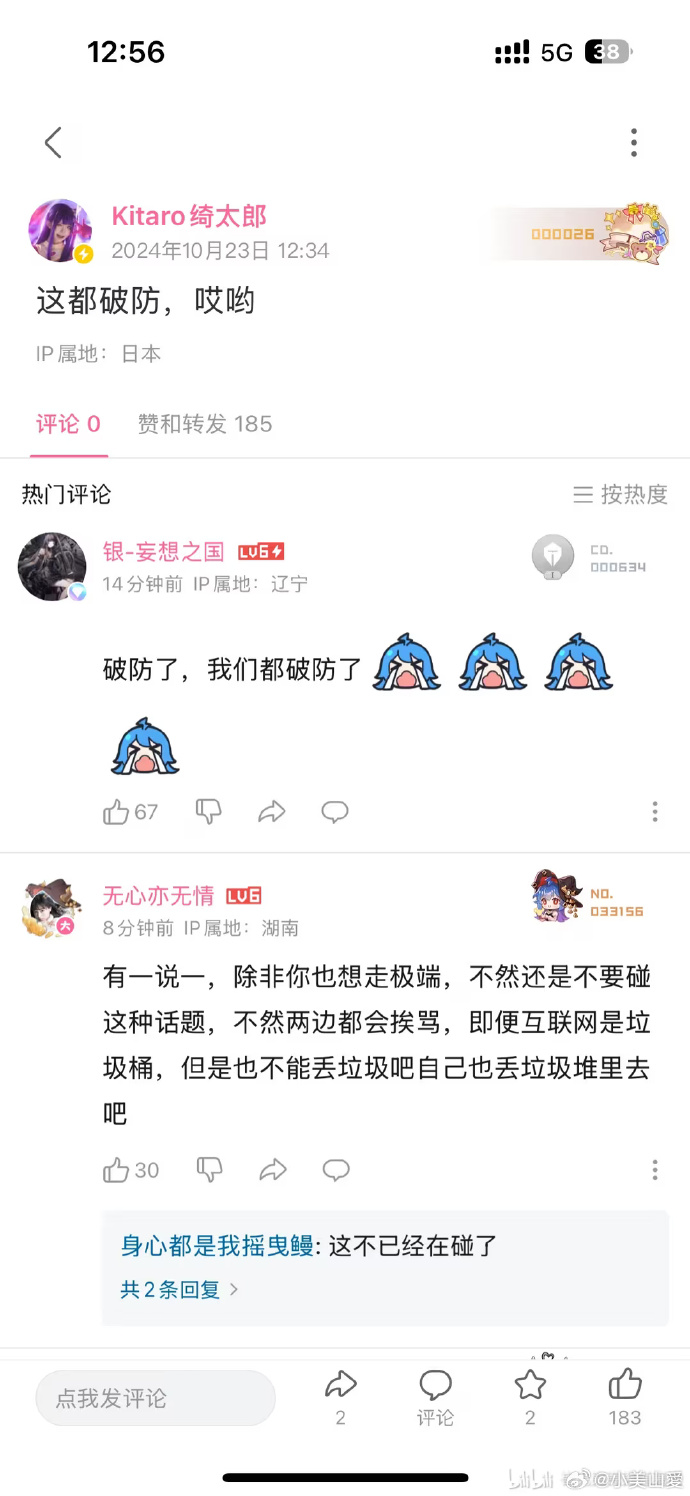 12:56
5G
38
Kitaro绮太郎
2024年10月23日 12:34
000026
这都破防，哎哟
IP属地：日本
评论 0
赞和转发 185
热门评论
按热度
银-妄想之国
LV6
14分钟前 IP属地：辽宁
CD.
000634
破防了，我们都破防了
67
无心亦无情
LV6
8分钟前 IP属地：湖南
NO.
033156
大
有一说一，除非你也想走极端，不然还是不要碰
这种话题，不然两边都会挨骂，即便互联网是垃
圾桶，但是也不能丢垃圾吧自己也丢垃圾堆里去
吧
30
身心都是我摇曳鳗: 这不已经在碰了
共2条回复
点我发评论
2
评论
2
183
bilibili
@小美山愛